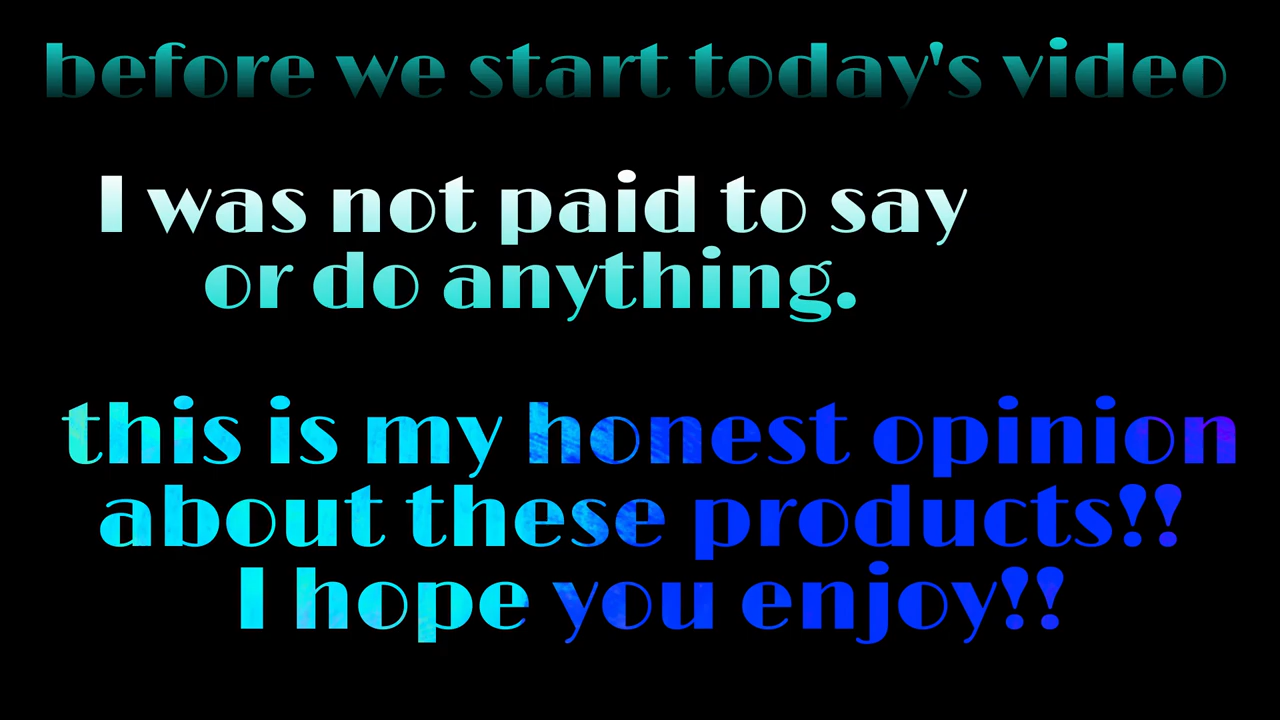 before we start today's video
I was not paid to say
or do anything.
this is my honest opinion
about these products!!
I hope you enjoy!!